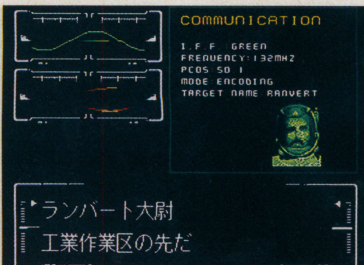 COMMUNICATION
I.F.F. GREEN
FREQUENCY:132MHZ
PCDS SD 1
MODE ENCODING
TARGET NAME RANVERT
ランバート大尉
工業作業区の先だ